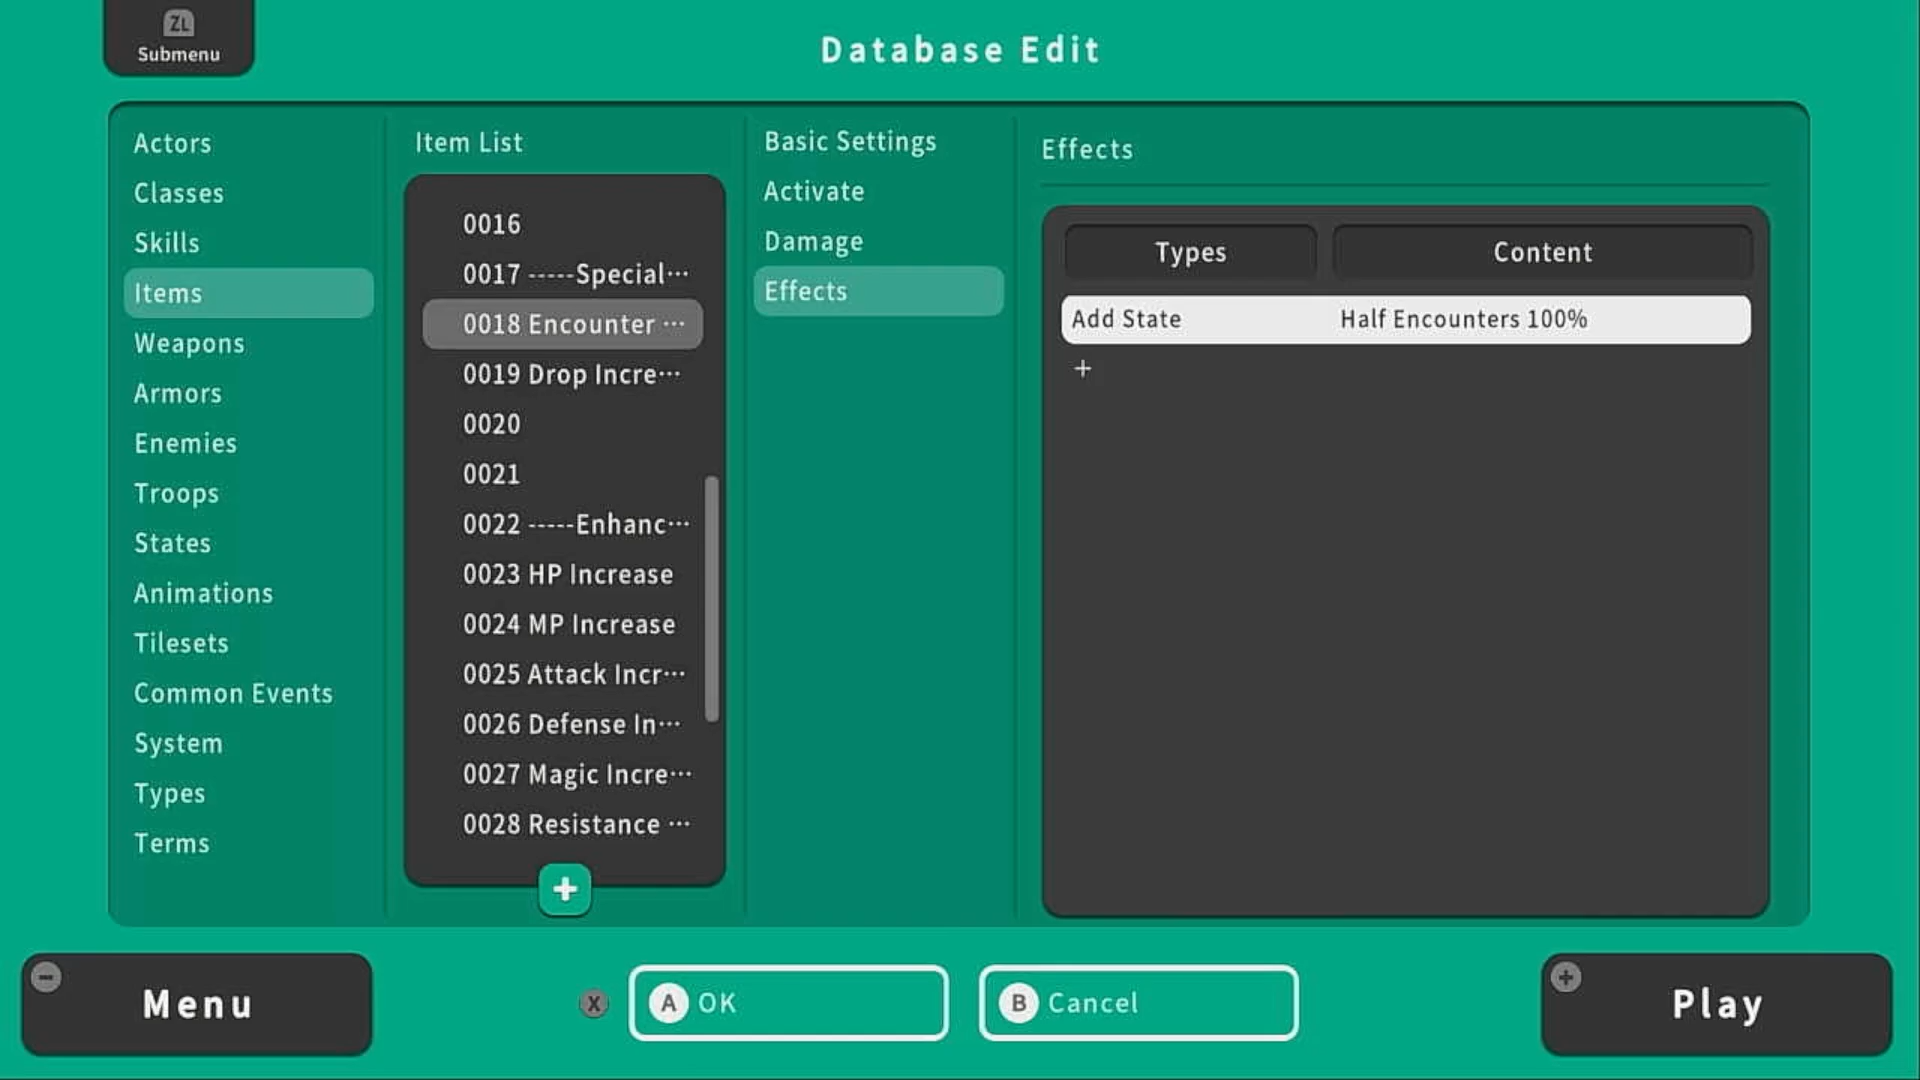 ZL
Submenu
Database Edit
Actors
Classes
Skills
Items
Weapons
Armors
Enemies
Troops
States
Animations
Tilesets
Common Events
System
Types
Terms
Item List
0016
0017 -----Special…
0018 Encounter …
0019 Drop Incre…
0020
0021
0022 -----Enhanc…
0023 HP Increase
0024 MP Increase
0025 Attack Incr…
0026 Defense In…
0027 Magic Incre…
0028 Resistance …
+
Basic Settings
Activate
Damage
Effects
Effects
Types Content
Add State Half Encounters 100%
+
- Menu
X A OK B Cancel
+ Play